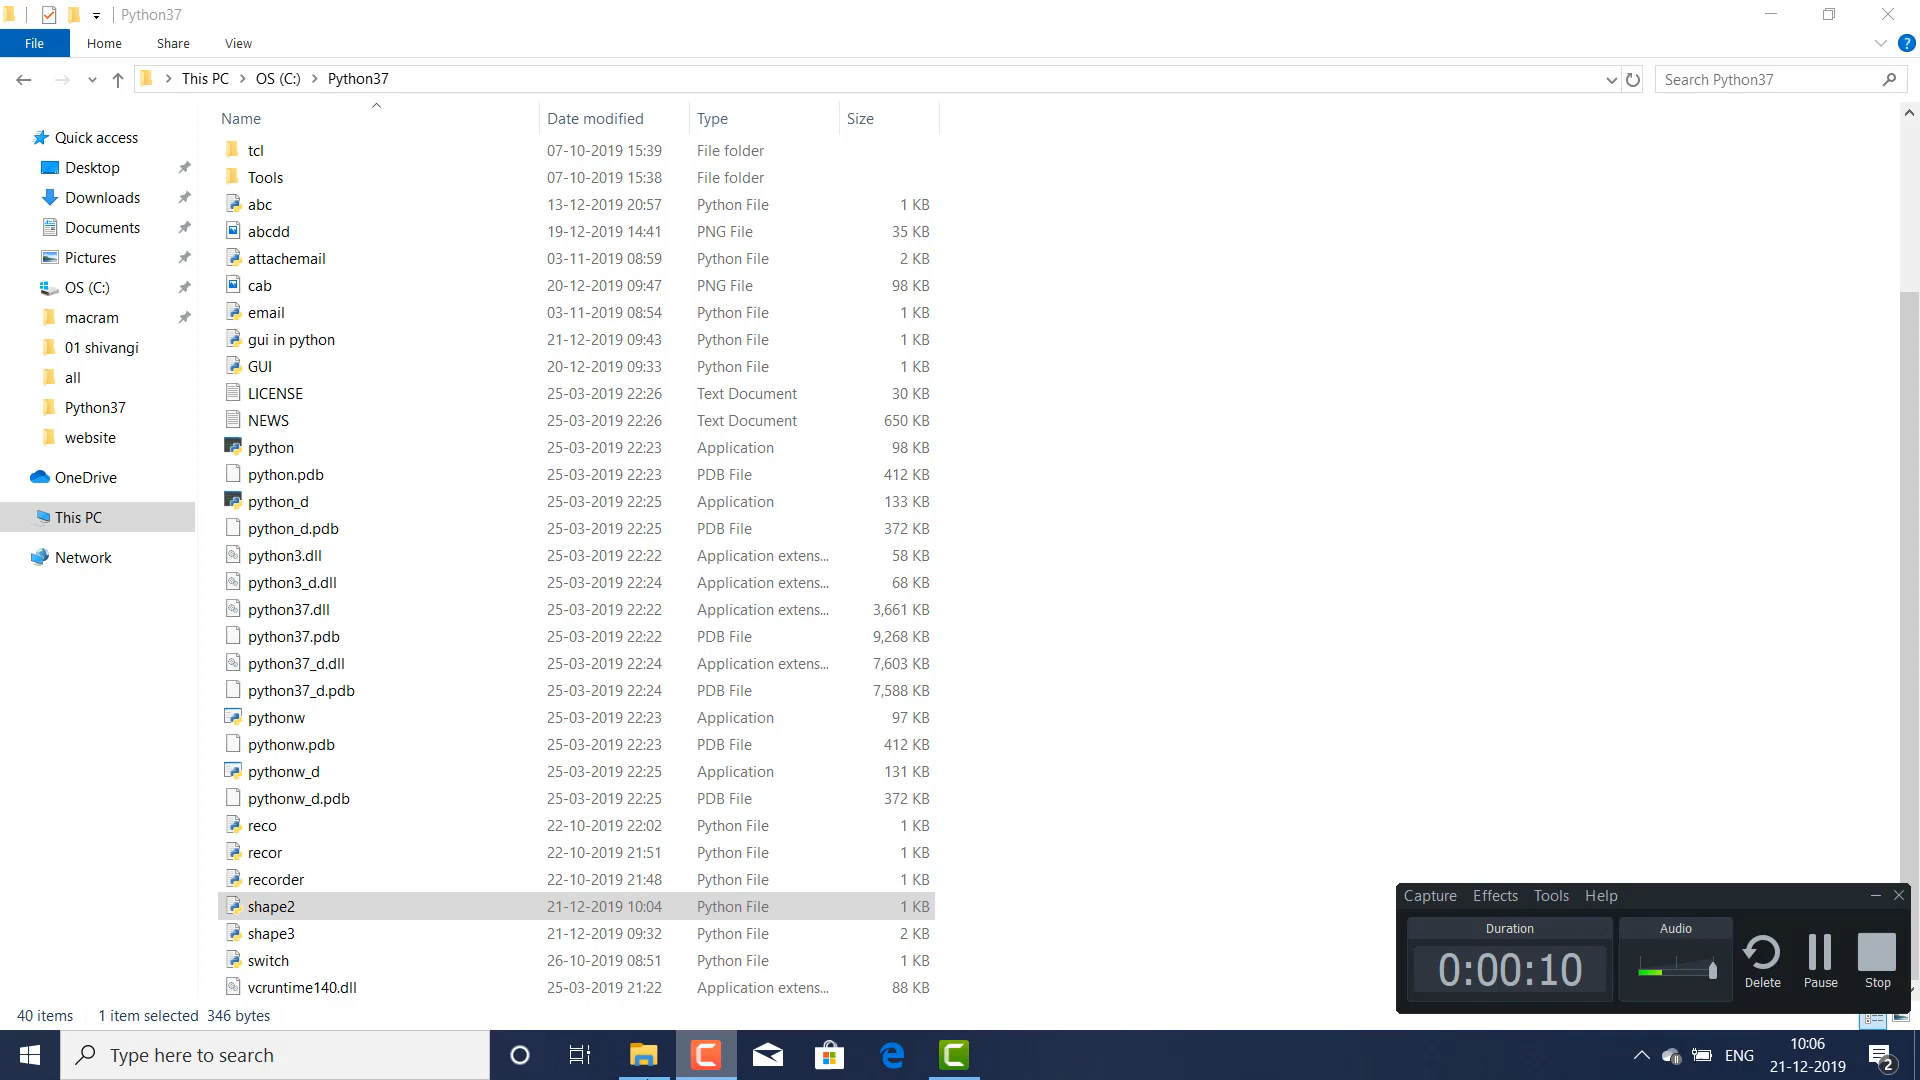 Python37
File Home Share View
This PC OS (C:) Python37
Search Python37
Name Date modified Type Size
Quick access
Desktop
Downloads
Documents
Pictures
OS (C:)
macram
01 shivangi
all
Python37
website
OneDrive
This PC
Network
tcl 07-10-2019 15:39 File folder
Tools 07-10-2019 15:38 File folder
abc 13-12-2019 20:57 Python File 1 KB
abcdd 19-12-2019 14:41 PNG File 35 KB
attachemail 03-11-2019 08:59 Python File 2 KB
cab 20-12-2019 09:47 PNG File 98 KB
email 03-11-2019 08:54 Python File 1 KB
gui in python 21-12-2019 09:43 Python File 1 KB
GUI 20-12-2019 09:33 Python File 1 KB
LICENSE 25-03-2019 22:26 Text Document 30 KB
NEWS 25-03-2019 22:26 Text Document 650 KB
python 25-03-2019 22:23 Application 98 KB
python.pdb 25-03-2019 22:23 PDB File 412 KB
python_d 25-03-2019 22:25 Application 133 KB
python_d.pdb 25-03-2019 22:25 PDB File 372 KB
python3.dll 25-03-2019 22:22 Application extens... 58 KB
python3_d.dll 25-03-2019 22:24 Application extens... 68 KB
python37.dll 25-03-2019 22:22 Application extens... 3,661 KB
python37.pdb 25-03-2019 22:22 PDB File 9,268 KB
python37_d.dll 25-03-2019 22:24 Application extens... 7,603 KB
python37_d.pdb 25-03-2019 22:24 PDB File 7,588 KB
pythonw 25-03-2019 22:23 Application 97 KB
pythonw.pdb 25-03-2019 22:23 PDB File 412 KB
pythonw_d 25-03-2019 22:25 Application 131 KB
pythonw_d.pdb 25-03-2019 22:25 PDB File 372 KB
reco 22-10-2019 22:02 Python File 1 KB
recor 22-10-2019 21:51 Python File 1 KB
recorder 22-10-2019 21:48 Python File 1 KB
shape2 21-12-2019 10:04 Python File 1 KB
shape3 21-12-2019 09:32 Python File 2 KB
switch 26-10-2019 08:51 Python File 1 KB
vcruntime140.dll 25-03-2019 21:22 Application extens... 88 KB
Capture Effects Tools Help
Duration Audio
0:00:10
Delete Pause Stop
40 items 1 item selected 346 bytes
Type here to search
ENG
10:06
21-12-2019
2